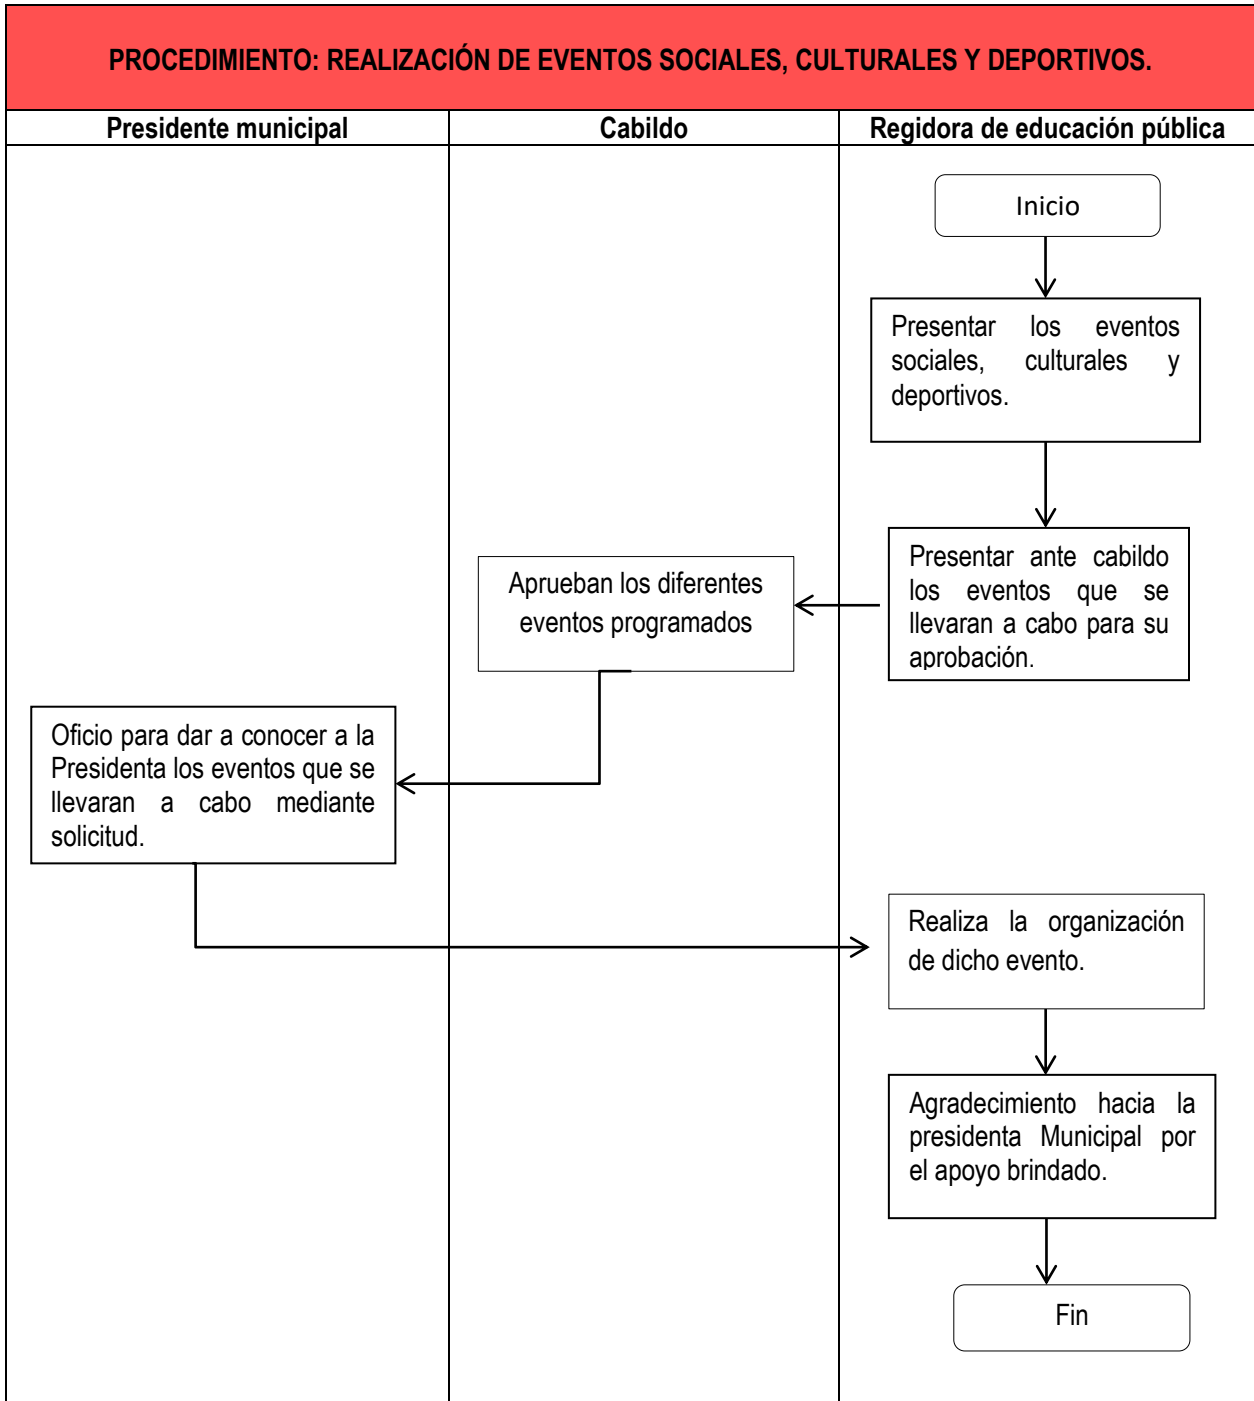 PROCEDIMIENTO: REALIZACIÓN DE EVENTOS SOCIALES, CULTURALES Y DEPORTIVOS.
Presidente municipal
Cabildo
Regidora de educación pública
Inicio
Presentar los eventos
sociales, culturales y
deportivos.
Presentar ante cabildo
los eventos que se
llevaran a cabo para su
aprobación.
Aprueban los diferentes
eventos programados
Oficio para dar a conocer a la
Presidenta los eventos que se
llevaran a cabo mediante
solicitud.
Realiza la organización
de dicho evento.
Agradecimiento hacia la
presidenta Municipal por
el apoyo brindado.
Fin